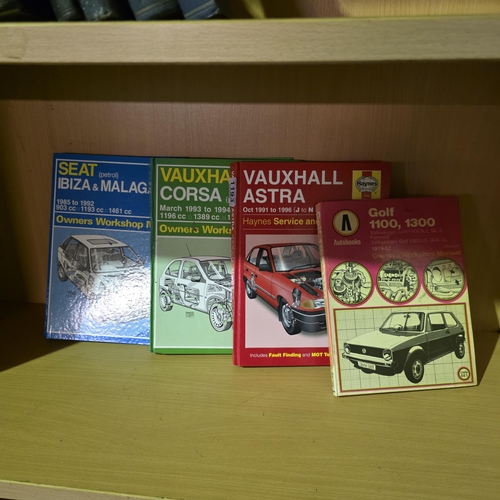 SEAT (petrol)
IBIZA & MALAGA
1985 to 1992
903 cc 1193 cc 1461 cc
Owners Workshop M
VAUXHA
CORSA
March 1993 to 1994
1196 cc 1389 cc
Owners Works
VAUXHALL
ASTRA
Oct 1991 to 1996 (J to N
Haynes Service and
Haynes
Includes Fault Finding and MOT Te
Autobooks
Golf
1100, 1300